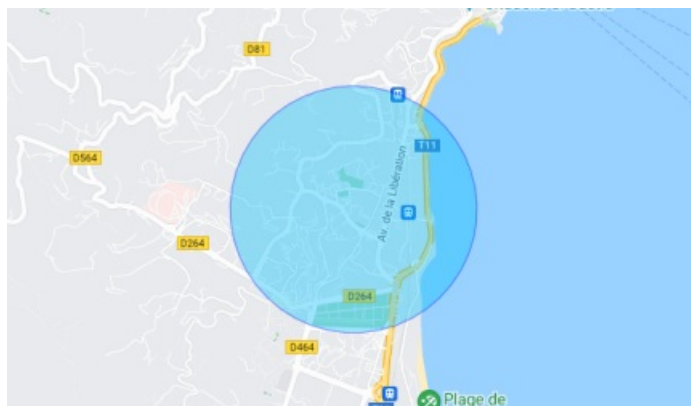 D81
D564
T11
Av. de la Libération
D264
D264
D464
Plage de